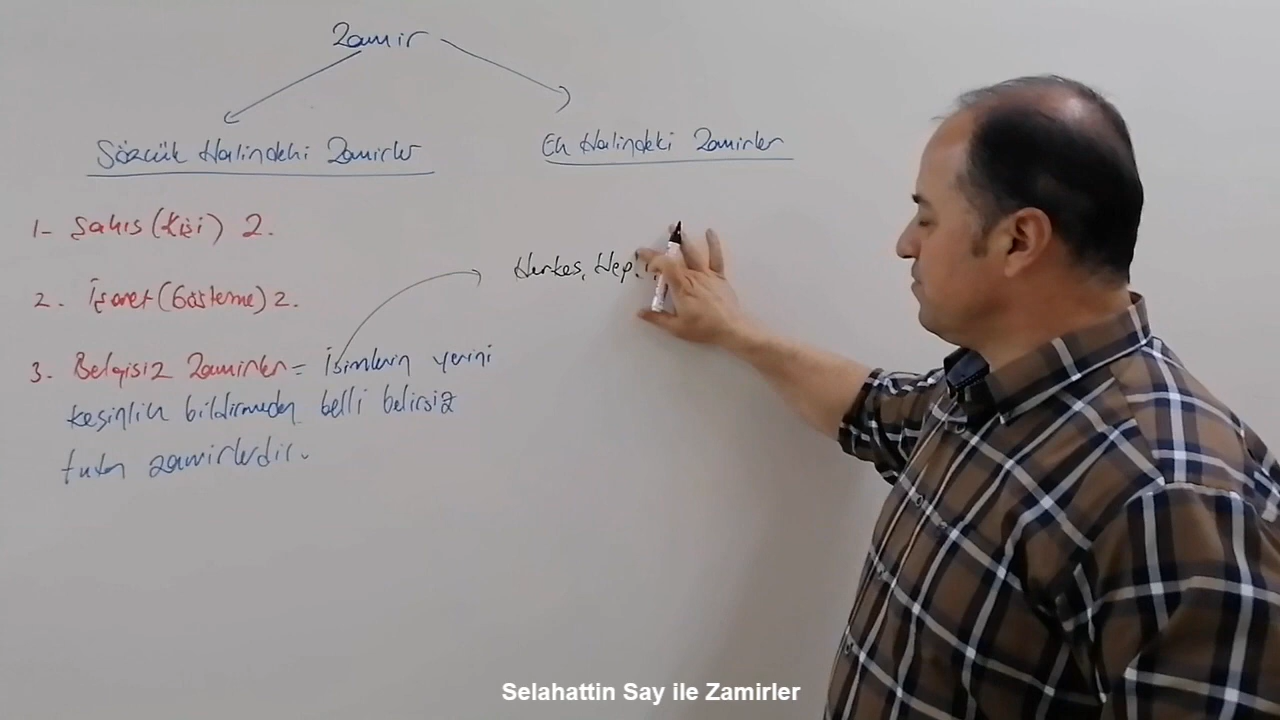 Zamir
Sözcük Halindeki Zamirler
Ek Halindeki Zamirler
1- Şahıs (Kişi) Z.
2. İşaret (Gösterme) Z.
Herkes, Hep
3. Belgisiz Zamirler = İsimlerin yerini
kesinlik bildirmeden belli belirsiz
tutan zamirlerdir.
Selahattin Say ile Zamirler